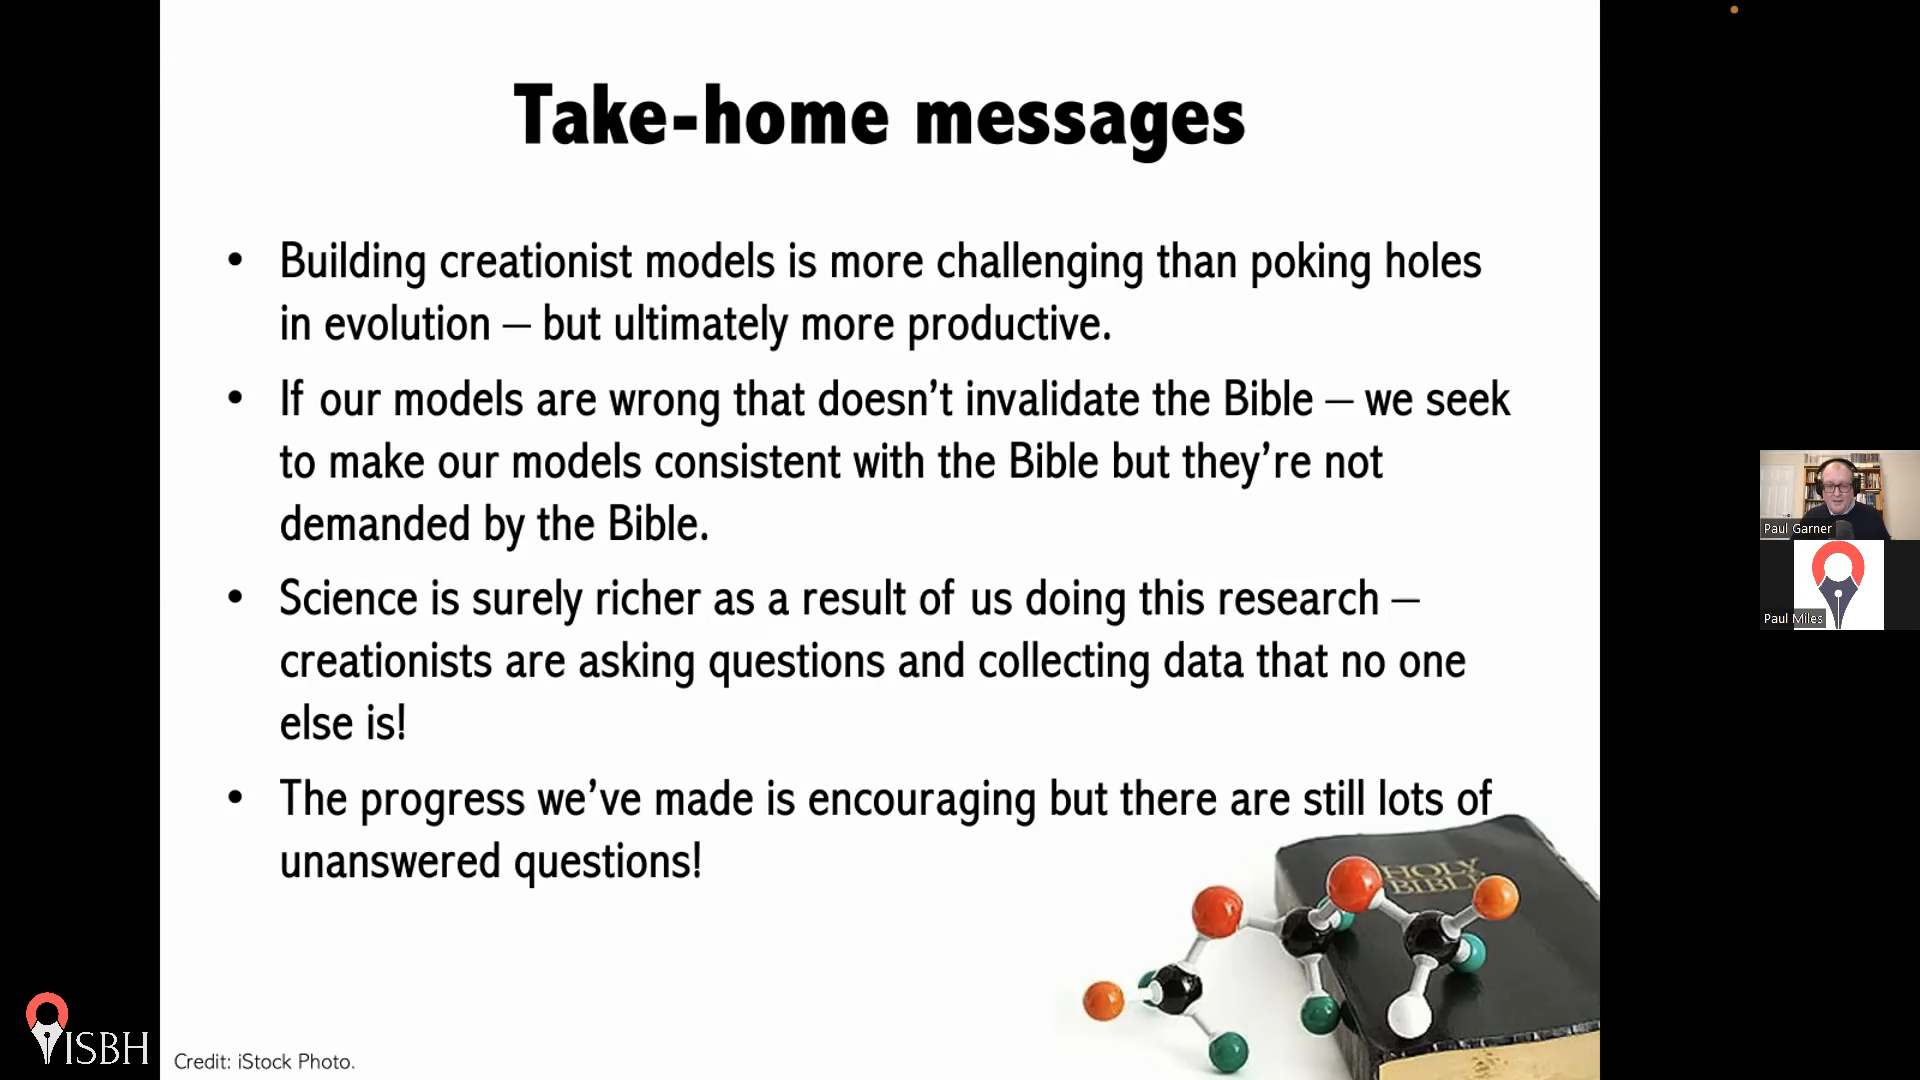 Take-home messages
• Building creationist models is more challenging than poking holes
in evolution – but ultimately more productive.
• If our models are wrong that doesn’t invalidate the Bible – we seek
to make our models consistent with the Bible but they’re not
demanded by the Bible.
• Science is surely richer as a result of us doing this research –
creationists are asking questions and collecting data that no one
else is!
• The progress we’ve made is encouraging but there are still lots of
unanswered questions!
HOLY
BIBLE
Credit: iStock Photo.
ISBH
Paul Garner
Paul Miles